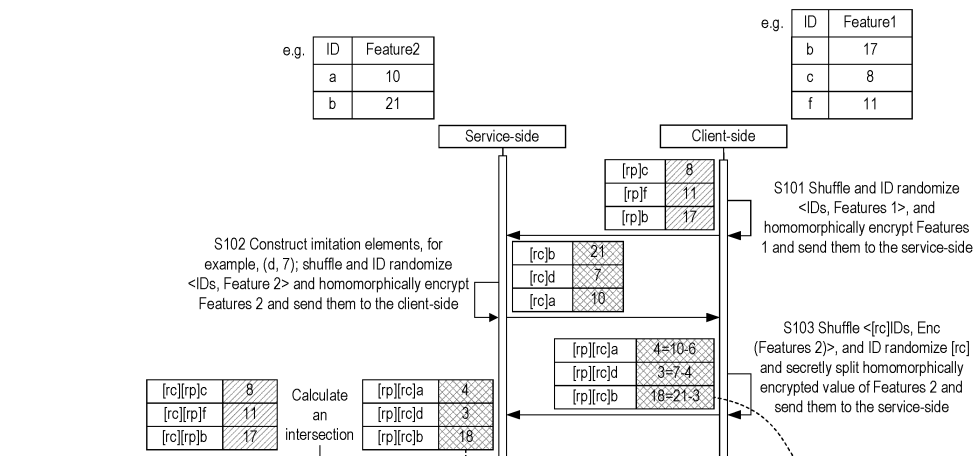 e.g.
ID Feature2
a 10
b 21
e.g.
ID Feature1
b 17
c 8
f 11
Service-side
Client-side
[rp]c 8
[rp]f 11
[rp]b 17
S101 Shuffle and ID randomize
<IDs, Features 1>, and
homomorphically encrypt Features
1 and send them to the service-side
S102 Construct imitation elements, for
example, (d, 7); shuffle and ID randomize
<IDs, Feature 2> and homomorphically encrypt
Features 2 and send them to the client-side
[rc]b 21
[rc]d 7
[rc]a 10
S103 Shuffle <[rc]IDs, Enc
(Features 2)>, and ID randomize [rc]
and secretly split homomorphically
encrypted value of Features 2 and
send them to the service-side
[rp][rc]a 4=10-6
[rp][rc]d 3=7-4
[rp][rc]b 18=21-3
[rc][rp]c 8
[rc][rp]f 11
[rc][rp]b 17
Calculate
an
intersection
[rp][rc]a 4
[rp][rc]d 3
[rp][rc]b 18